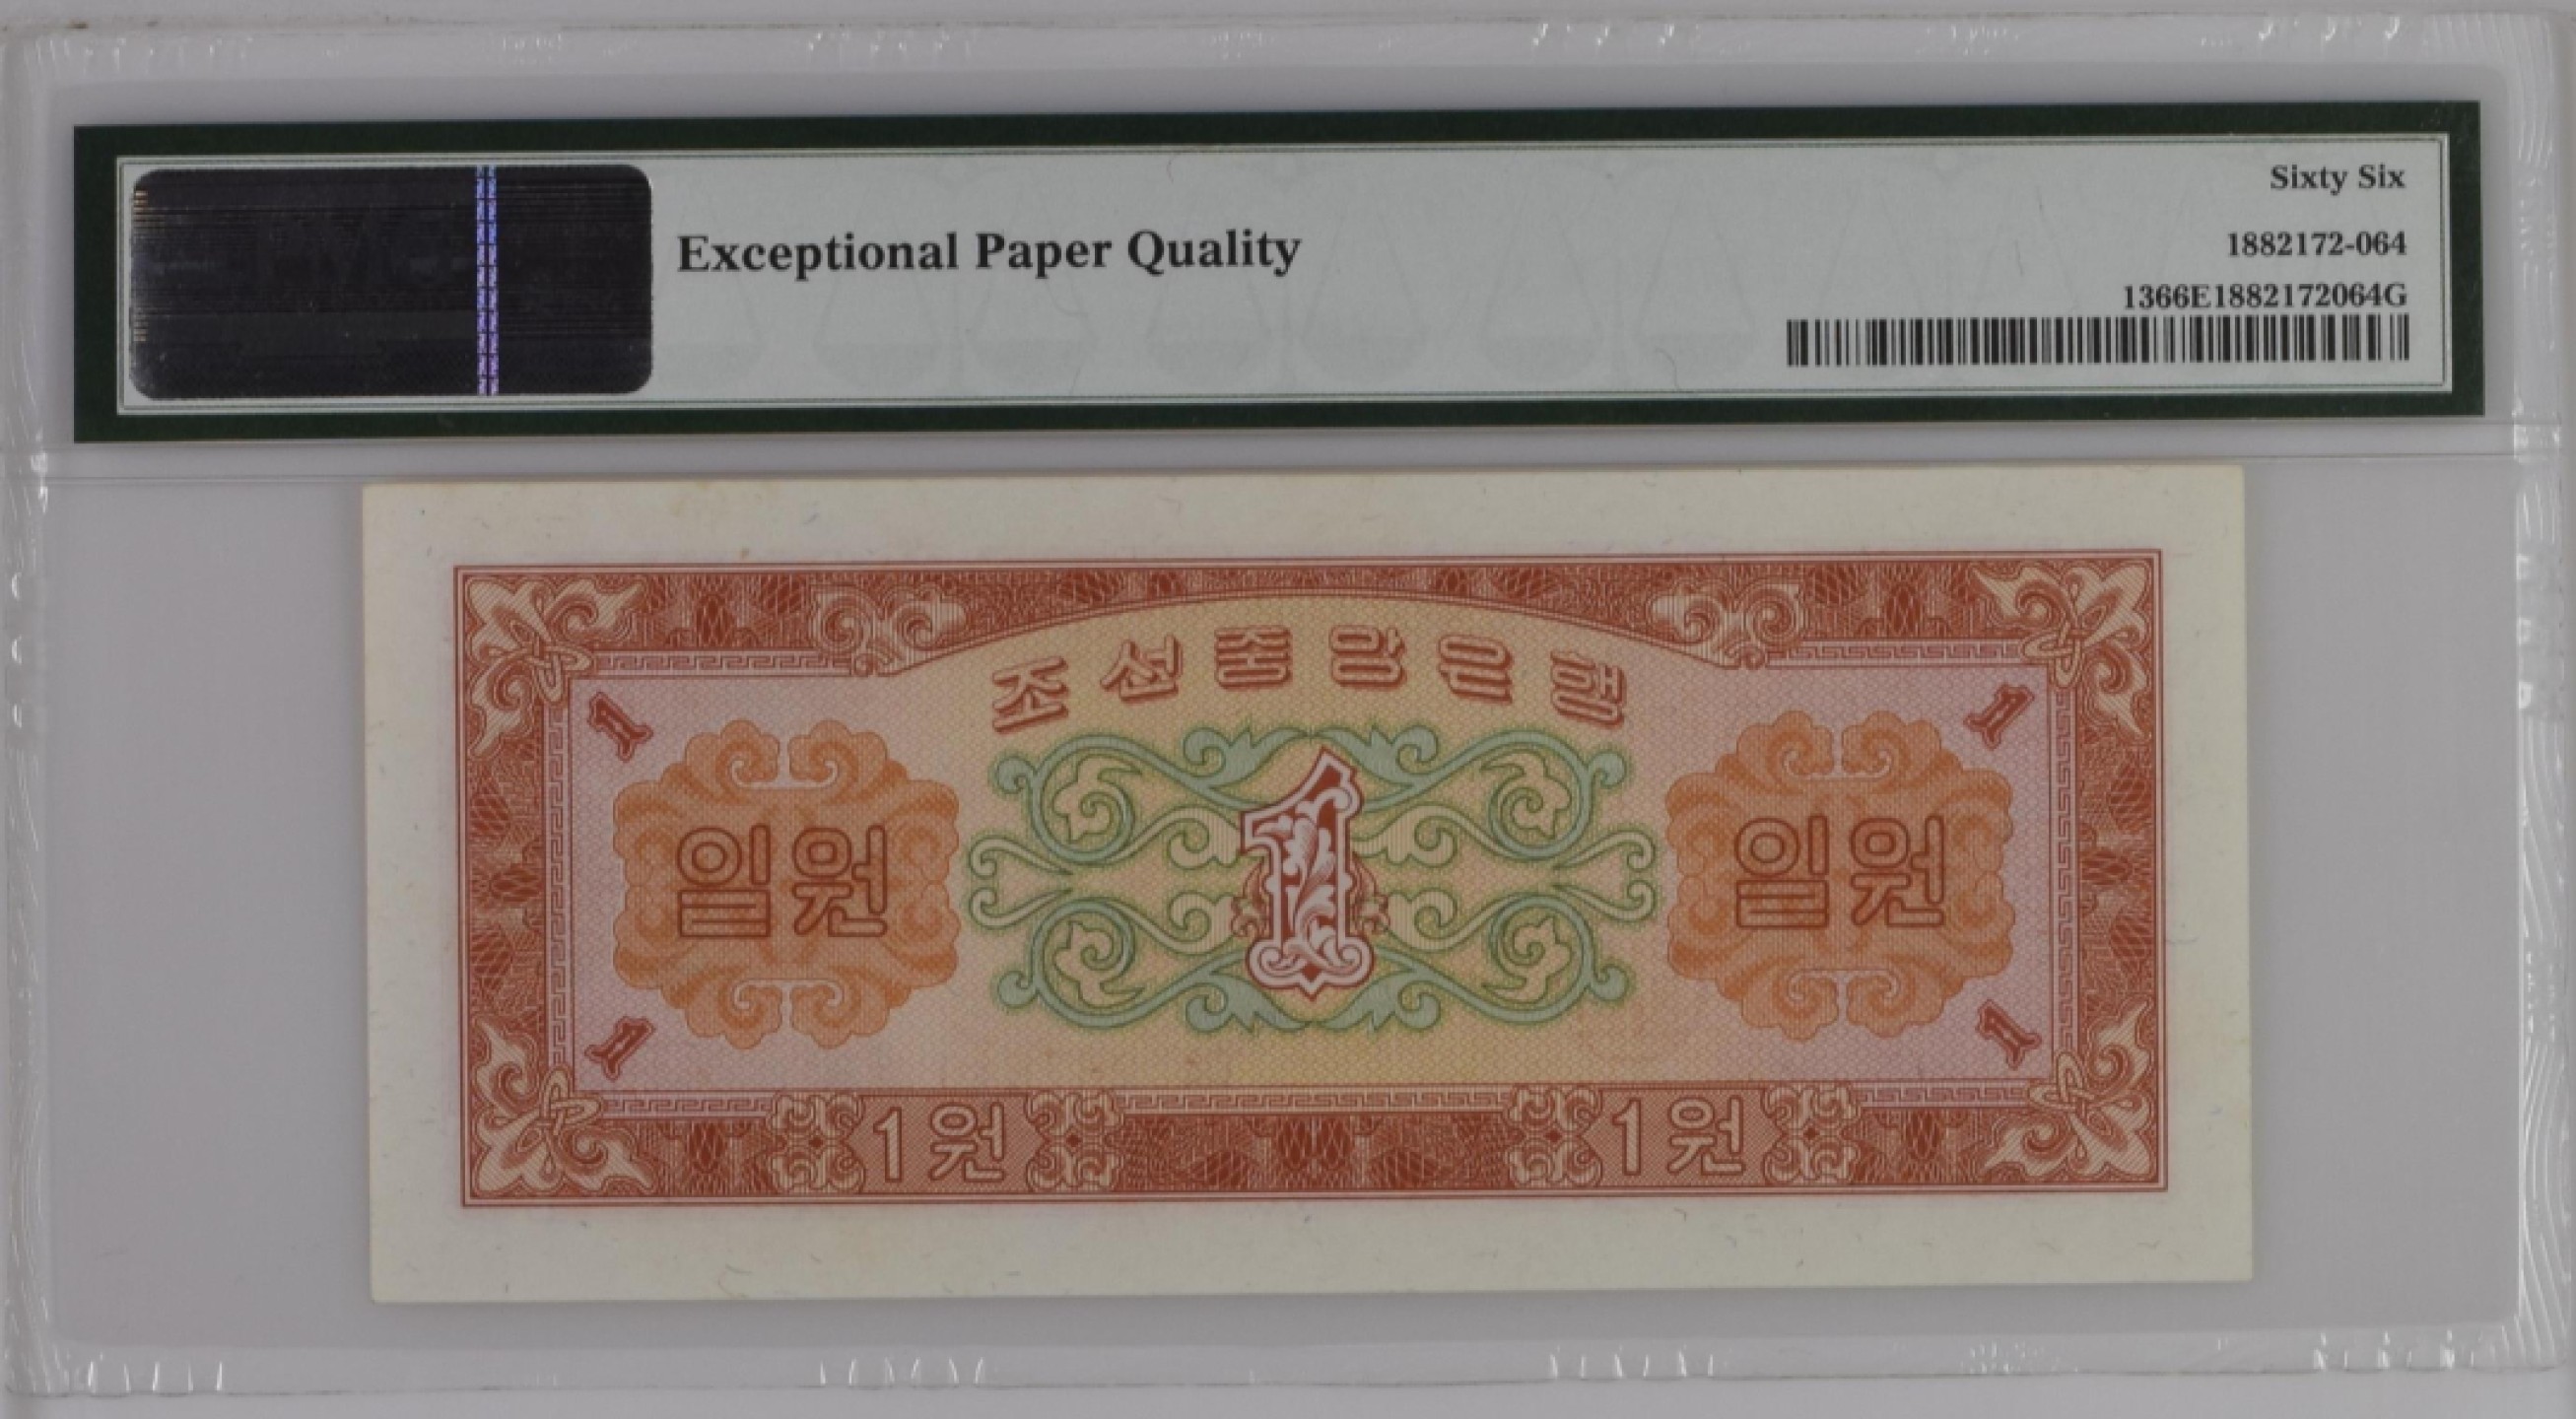 Sixty Six
Exceptional Paper Quality
1882172-064
1366E1882172064G
조선중앙은행
1 1
일원 1 일원
1 1
1원 1원